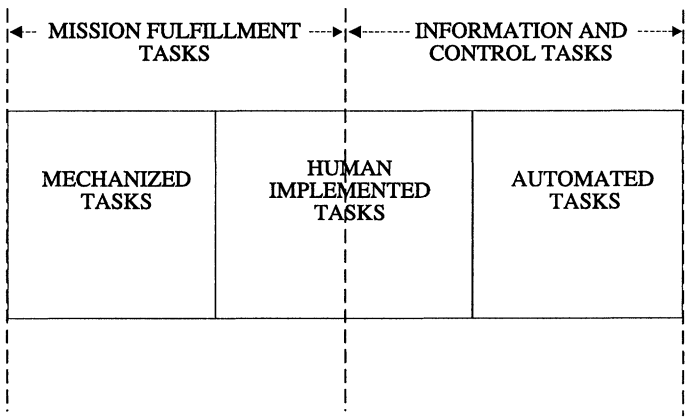 MISSION FULFILLMENT
TASKS
INFORMATION AND
CONTROL TASKS
MECHANIZED
TASKS
HUMAN
IMPLEMENTED
TASKS
AUTOMATED
TASKS